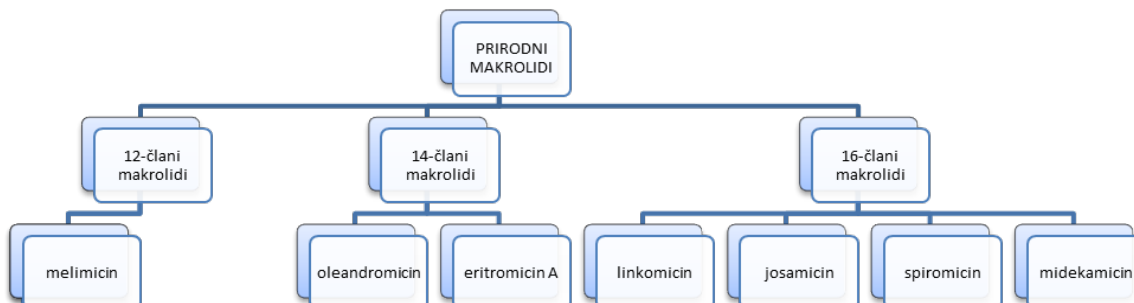 PRIRODNI
MAKROLIDI
12-člani
makrolidi
14-člani
makrolidi
16-člani
makrolidi
melimicin
oleandromicin
eritromicin A
linkomicin
josamicin
spiromicin
midekamicin